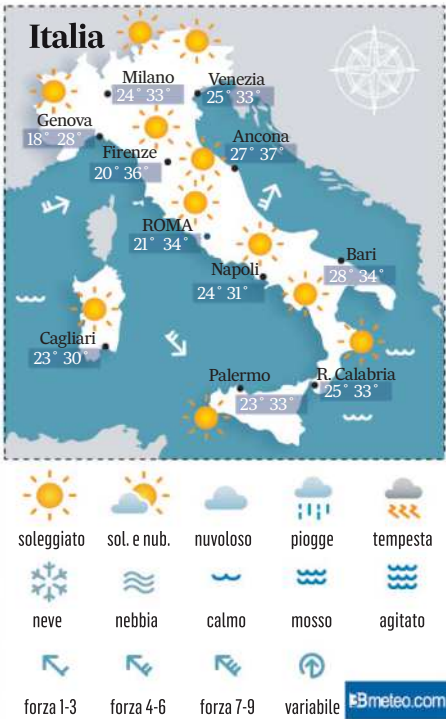 Italia
Milano
24° 33°
Venezia
25° 33°
Genova
18° 28°
Firenze
20° 36°
Ancona
27° 37°
ROMA
21° 34°
Napoli
24° 31°
Bari
28° 34°
Cagliari
23° 30°
Palermo
23° 33°
R. Calabria
25° 33°
soleggiato sol. e nub. nuvoloso piogge tempesta
neve nebbia calmo mosso agitato
forza 1-3 forza 4-6 forza 7-9 variabile
3Bmeteo.com